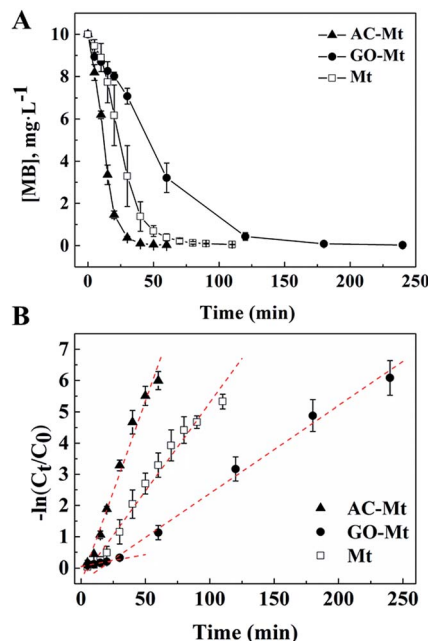 A
10
8
6
4
2
0
[MB], mg·L⁻¹
AC-Mt
GO-Mt
Mt
0 50 100 150 200 250
Time (min)
B
7
6
5
4
3
2
1
0
-ln(Ct/C0)
AC-Mt
GO-Mt
Mt
0 50 100 150 200 250
Time (min)